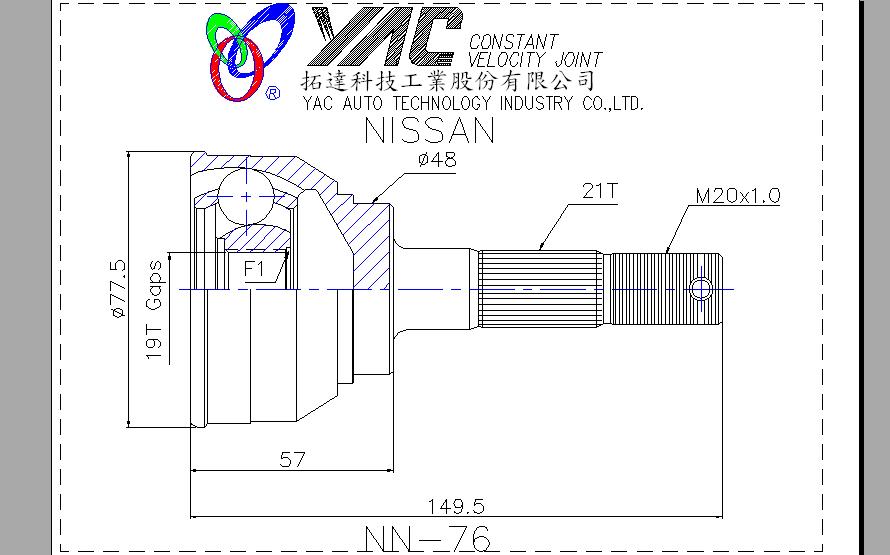 YAC CONSTANT
VELOCITY JOINT
®
拓達科技工業股份有限公司
YAC AUTO TECHNOLOGY INDUSTRY CO.,LTD.
NISSAN
ø48
21T
M20x1.0
F1
ø77.5
19T Gaps
57
149.5
NN-76